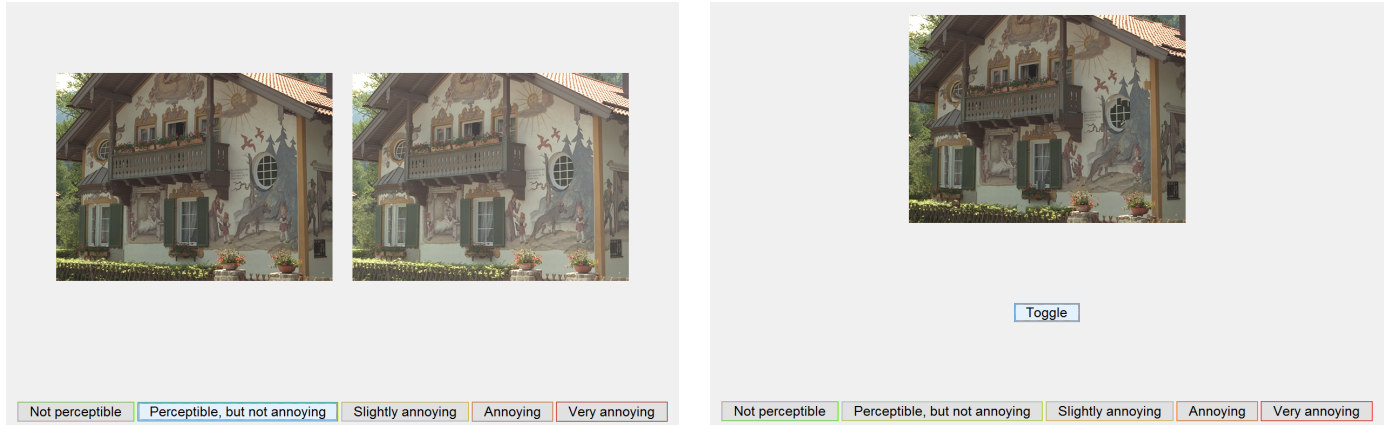 Not perceptible
Perceptible, but not annoying
Slightly annoying
Annoying
Very annoying
Toggle
Not perceptible
Perceptible, but not annoying
Slightly annoying
Annoying
Very annoying